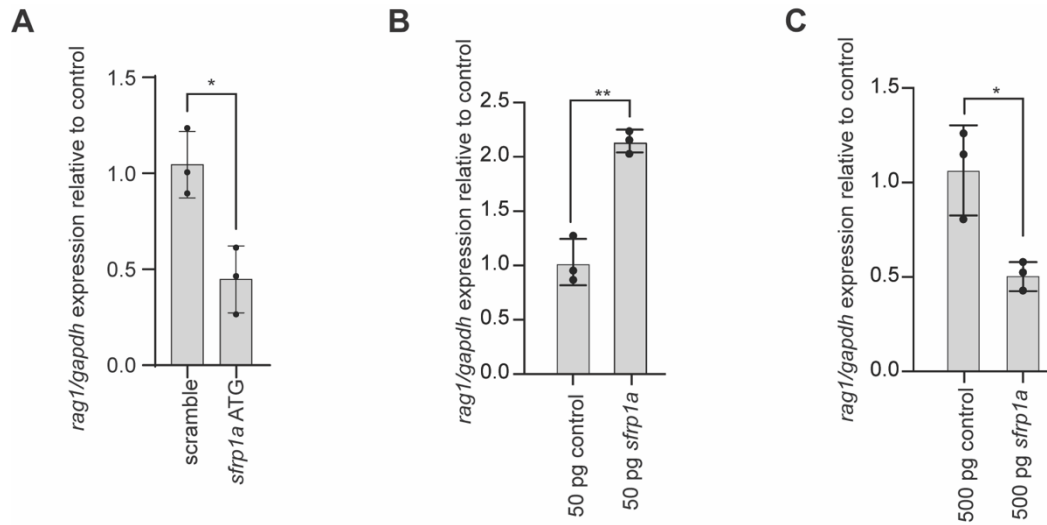 A
rag1/gapdh expression relative to control
1.5
1.0
0.5
0.0
*
scramble
sfrp1a ATG
B
rag1/gapdh expression relative to control
2.5
2.0
1.5
1.0
0.5
0.0
**
50 pg control
50 pg sfrp1a
C
rag1/gapdh expression relative to control
1.5
1.0
0.5
0.0
*
500 pg control
500 pg sfrp1a